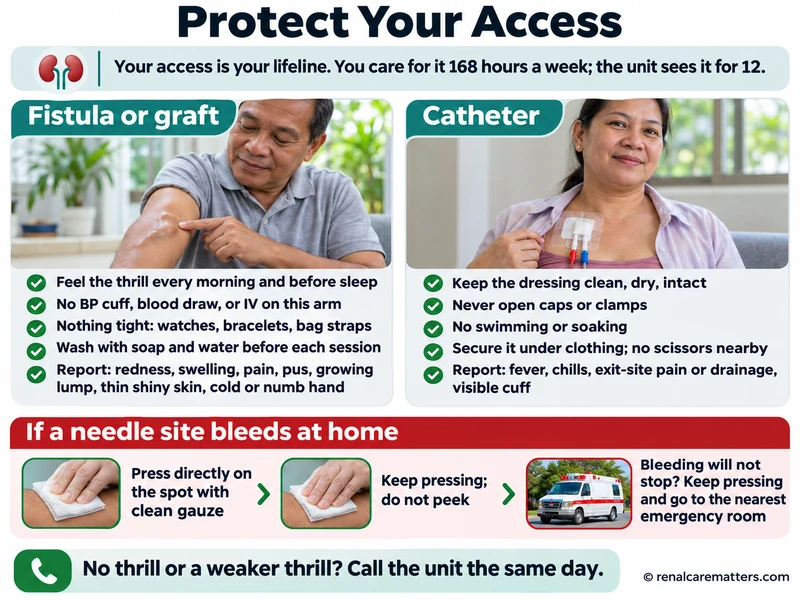 Protect Your Access
Your access is your lifeline. You care for it 168 hours a week; the unit sees it for 12.
Fistula or graft
Feel the thrill every morning and before sleep
No BP cuff, blood draw, or IV on this arm
Nothing tight: watches, bracelets, bag straps
Wash with soap and water before each session
Report: redness, swelling, pain, pus, growing
lump, thin shiny skin, cold or numb hand
Catheter
Keep the dressing clean, dry, intact
Never open caps or clamps
No swimming or soaking
Secure it under clothing; no scissors nearby
Report: fever, chills, exit-site pain or drainage,
visible cuff
If a needle site bleeds at home
Press directly on
the spot with
clean gauze
Keep pressing;
do not peek
Bleeding will not
stop? Keep pressing
and go to the nearest
emergency room
No thrill or a weaker thrill? Call the unit the same day.
© renalcarematters.com